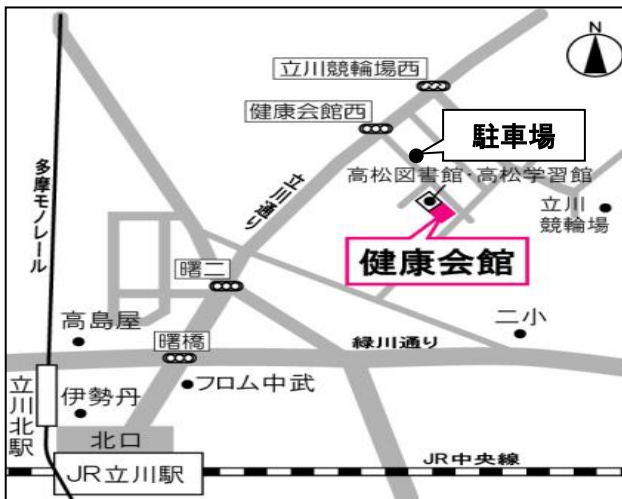 N
立川競輪場西
健康会館西
駐車場
多摩モノレール
立川通り
高松図書館・高松学習館
立川
競輪場
健康会館
曙二
高島屋
曙橋
緑川通り
二小
フロム中武
立川北駅
伊勢丹
北口
JR中央線
JR立川駅